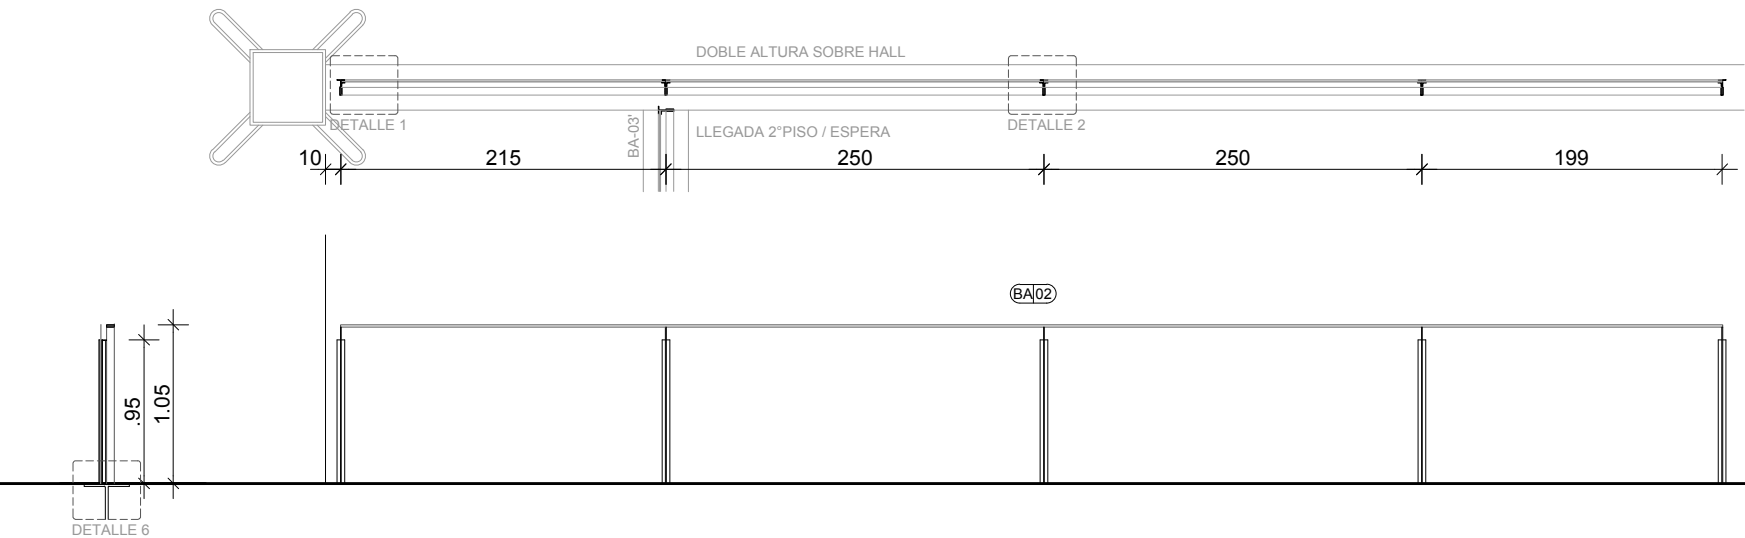 DOBLE ALTURA SOBRE HALL
DETALLE 1
BA-03'
LLEGADA 2°PISO / ESPERA
DETALLE 2
10
215
250
250
199
BA 02
.95
1.05
DETALLE 6